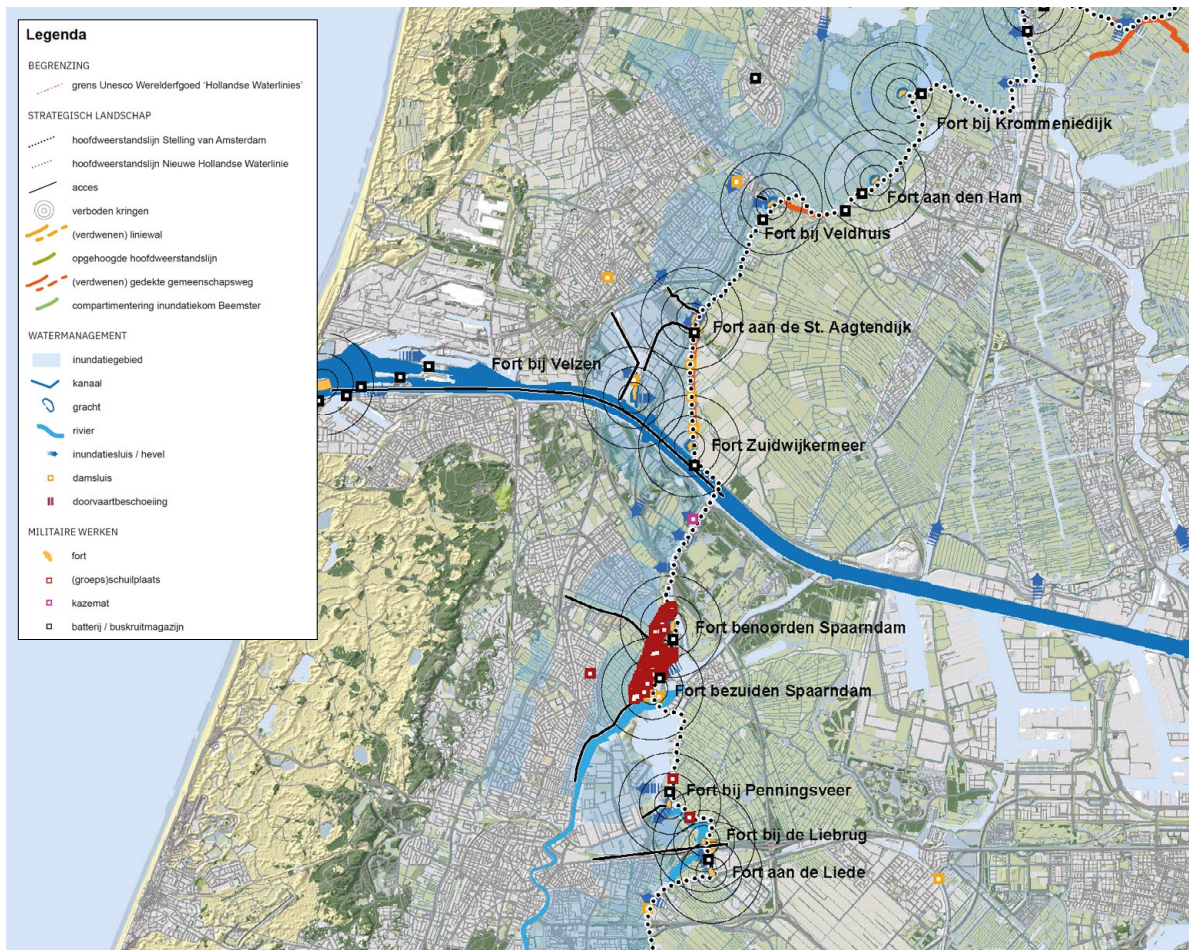 Legenda
BEGRENZING
grens Unesco Werelderfgoed 'Hollandse Waterlinies'
STRATEGISCH LANDSCHAP
hoofdweerstandslijn Stelling van Amsterdam
hoofdweerstandslijn Nieuwe Hollandse Waterlinie
acces
verboden kringen
(verdwenen) liniewal
opgehoogde hoofdweerstandslijn
(verdwenen) gedekte gemeenschapsweg
compartimentering inundatiekom Beemster
WATERMANAGEMENT
inundatiegebied
kanaal
gracht
rivier
inundatiesluis / hevel
damsluis
doorvaartbeschoeiing
MILITAIRE WERKEN
fort
(groeps)schuilplaats
kazemat
batterij / buskruitmagazijn
Fort bij Krommeniedijk
Fort aan den Ham
Fort bij Veldhuis
Fort aan de St. Aagtendijk
Fort bij Velzen
Fort Zuidwijkermeer
Fort benoorden Spaarndam
Fort bezuiden Spaarndam
Fort bij Penningsveer
Fort bij de Liebrug
Fort aan de Liede